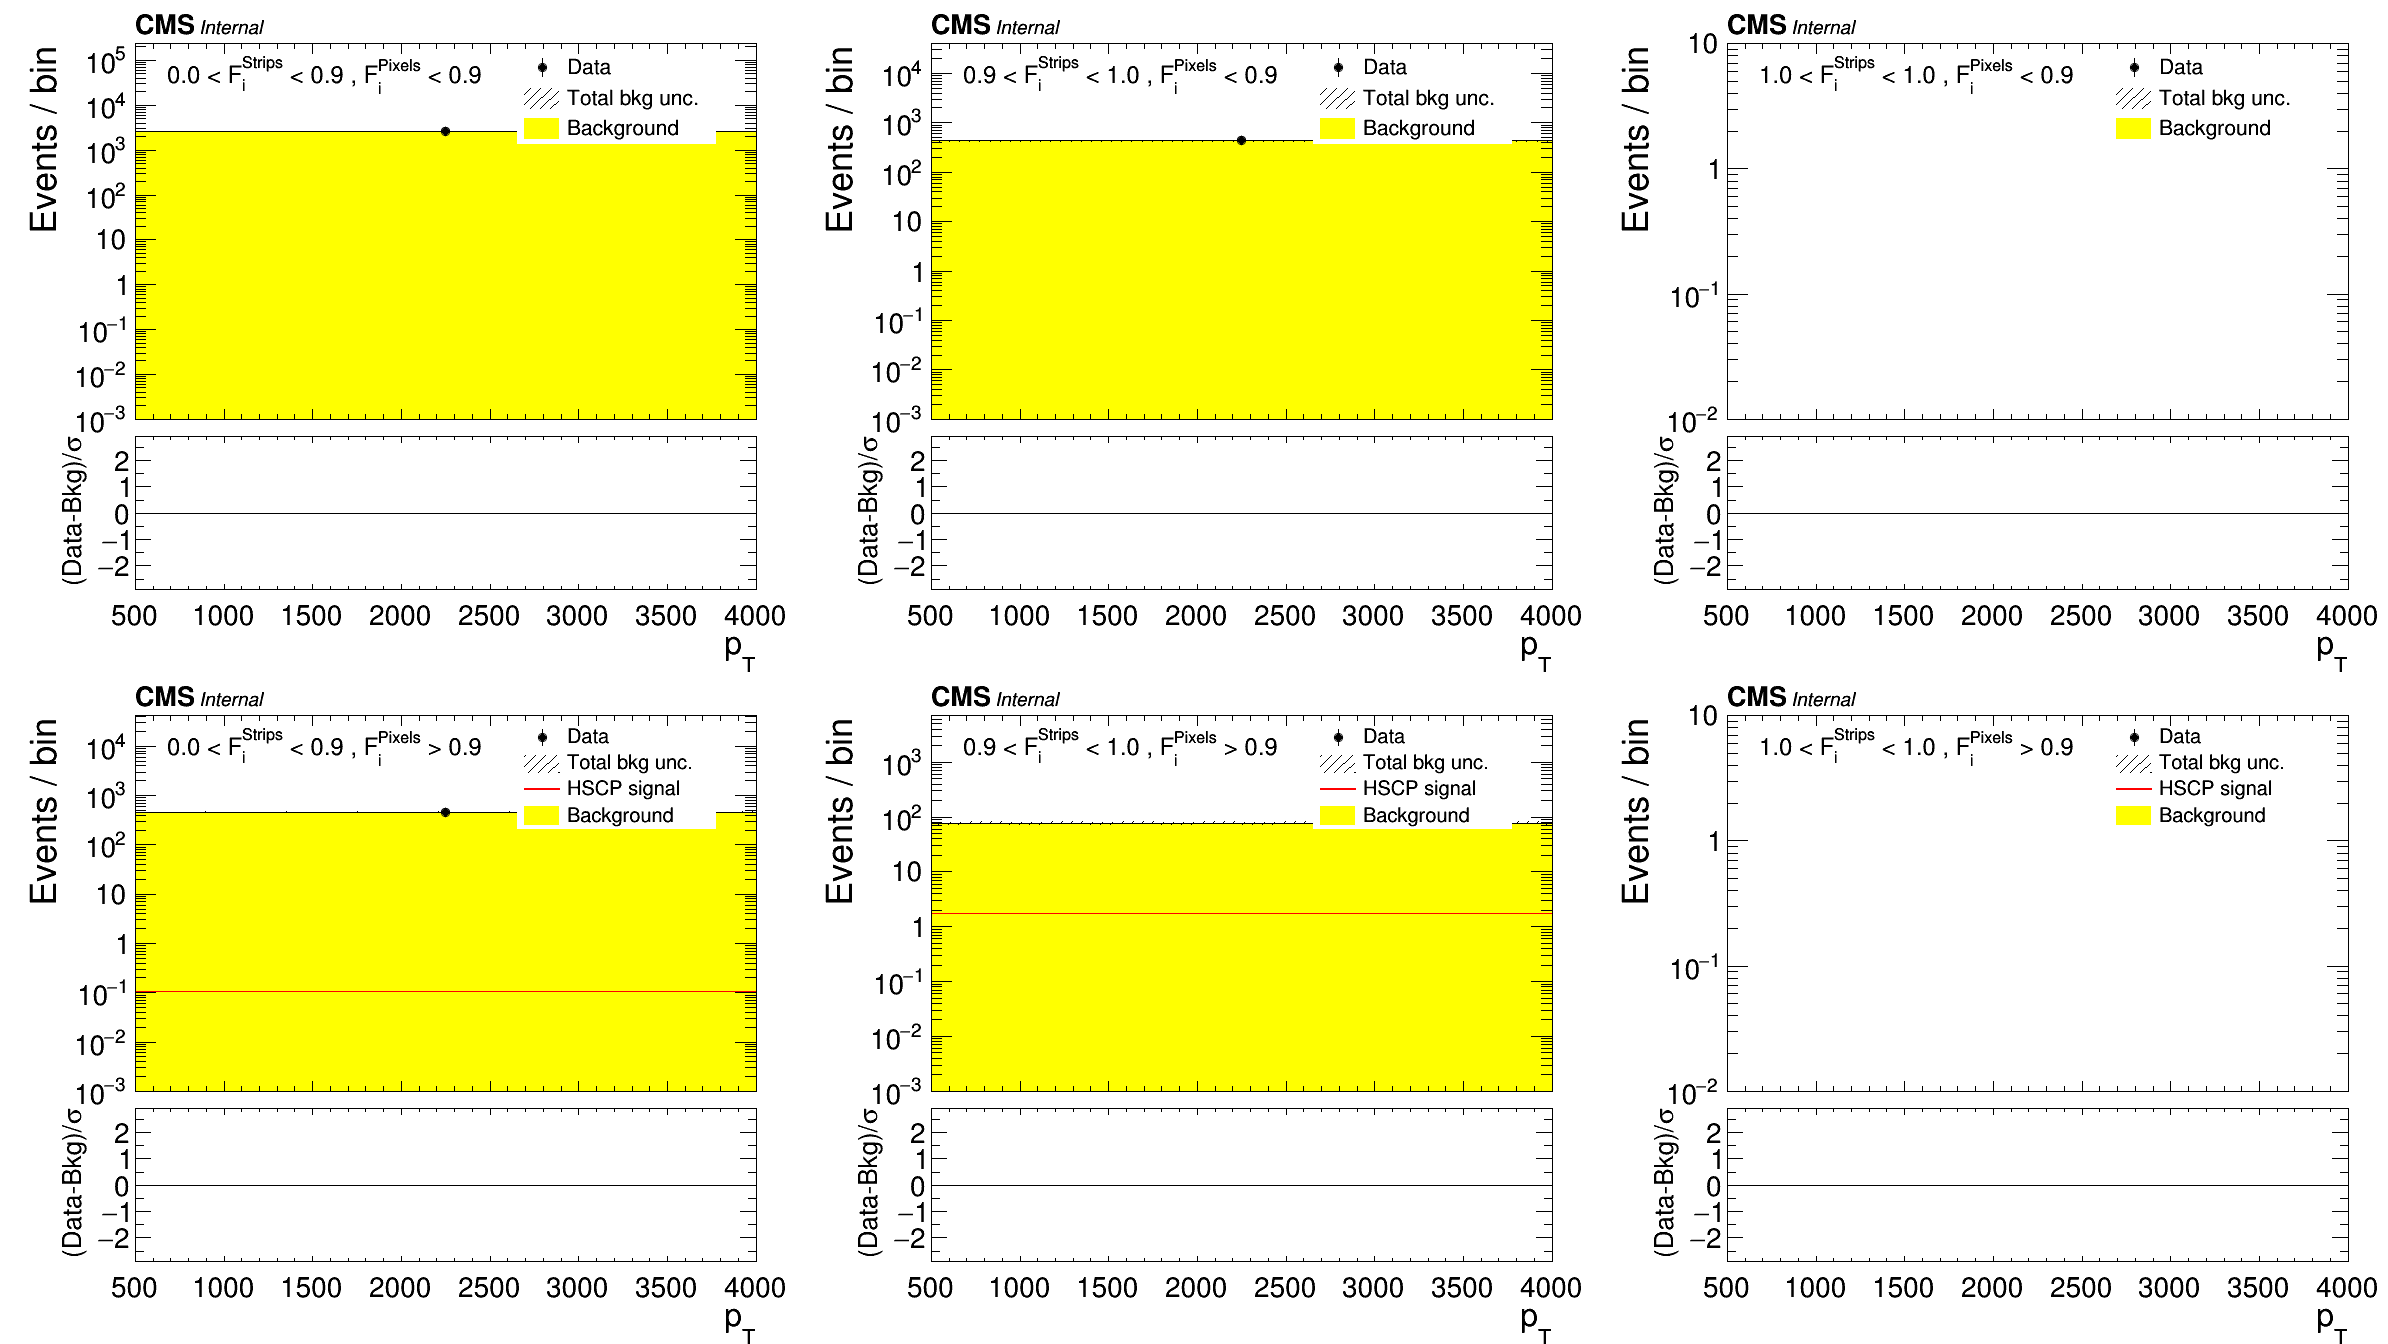 CMS Internal
0.0 < F_i^Strips < 0.9 , F_i^Pixels < 0.9
Data
Total bkg unc.
Background
Events / bin
10^5
10^4
10^3
10^2
10
1
10^−1
10^−2
10^−3
(Data-Bkg)/σ
2
1
0
−1
−2
500 1000 1500 2000 2500 3000 3500 4000
p_T
CMS Internal
0.9 < F_i^Strips < 1.0 , F_i^Pixels < 0.9
Data
Total bkg unc.
Background
Events / bin
10^4
10^3
10^2
10
1
10^−1
10^−2
10^−3
(Data-Bkg)/σ
2
1
0
−1
−2
500 1000 1500 2000 2500 3000 3500 4000
p_T
CMS Internal
1.0 < F_i^Strips < 1.0 , F_i^Pixels < 0.9
Data
Total bkg unc.
Background
Events / bin
10
1
10^−1
10^−2
(Data-Bkg)/σ
2
1
0
−1
−2
500 1000 1500 2000 2500 3000 3500 4000
p_T
CMS Internal
0.0 < F_i^Strips < 0.9 , F_i^Pixels > 0.9
Data
Total bkg unc.
HSCP signal
Background
Events / bin
10^4
10^3
10^2
10
1
10^−1
10^−2
10^−3
(Data-Bkg)/σ
2
1
0
−1
−2
500 1000 1500 2000 2500 3000 3500 4000
p_T
CMS Internal
0.9 < F_i^Strips < 1.0 , F_i^Pixels > 0.9
Data
Total bkg unc.
HSCP signal
Background
Events / bin
10^3
10^2
10
1
10^−1
10^−2
10^−3
(Data-Bkg)/σ
2
1
0
−1
−2
500 1000 1500 2000 2500 3000 3500 4000
p_T
CMS Internal
1.0 < F_i^Strips < 1.0 , F_i^Pixels > 0.9
Data
Total bkg unc.
HSCP signal
Background
Events / bin
10
1
10^−1
10^−2
(Data-Bkg)/σ
2
1
0
−1
−2
500 1000 1500 2000 2500 3000 3500 4000
p_T